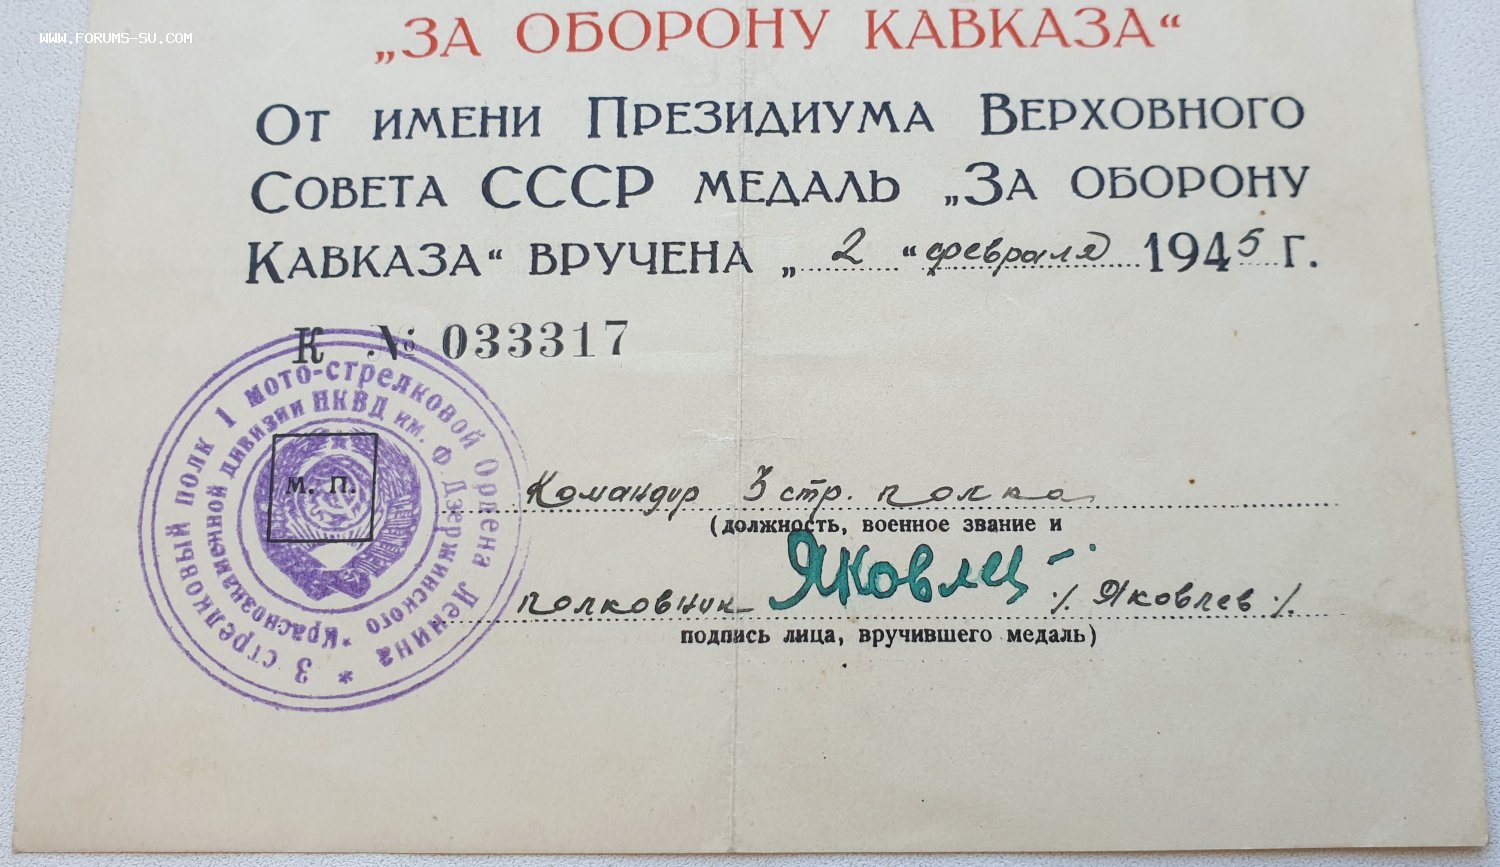 WWW.FORUMS-SU.COM
„ЗА ОБОРОНУ КАВКАЗА“
От имени Президиума Верховного
Совета СССР медаль „За оборону
Кавказа“ вручена „ 2 “ февраля 1945 г.
К № 033317
3 стрелковый полк 1 мото-стрелковой Ордена Ленина *
Краснознаменной дивизии НКВД им. Ф. Дзержинского *
М. П.
Командир 3 стр. полка
(должность, военное звание и
полковник Яковлев /. Яковлев ./.
подпись лица, вручившего медаль)